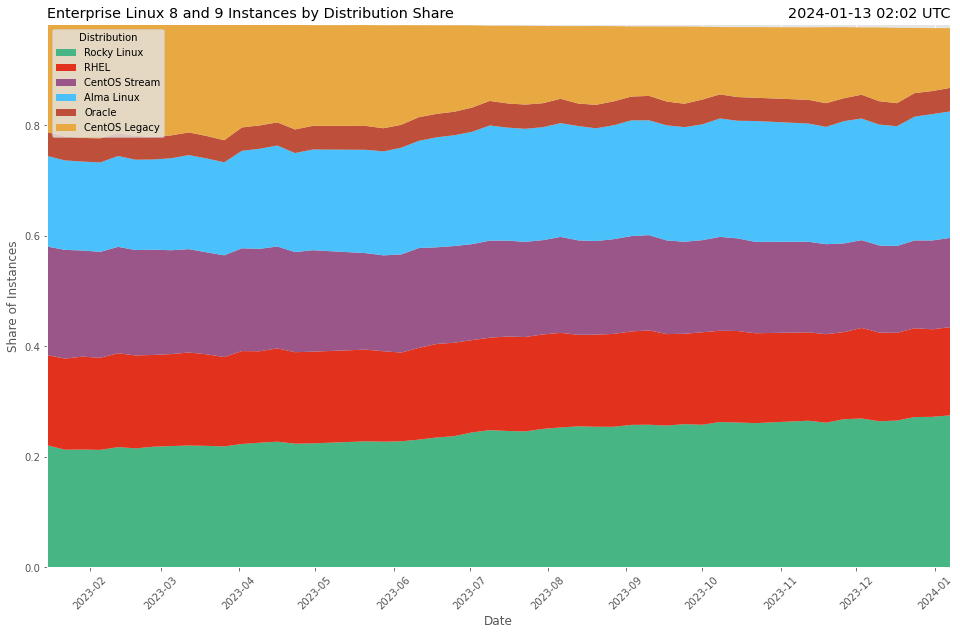 Enterprise Linux 8 and 9 Instances by Distribution Share
2024-01-13 02:02 UTC
Distribution
Rocky Linux
RHEL
CentOS Stream
Alma Linux
Oracle
CentOS Legacy
Share of Instances
0.8
0.6
0.4
0.2
0.0
2023-02
2023-03
2023-04
2023-05
2023-06
2023-07
2023-08
2023-09
2023-10
2023-11
2023-12
2024-01
Date